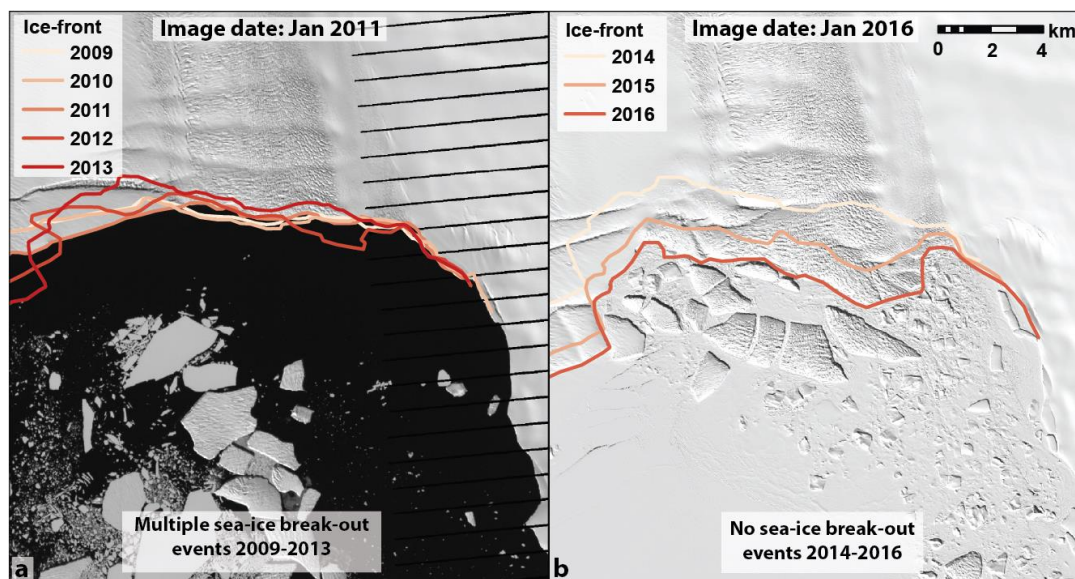 Ice-front
2009
2010
2011
2012
2013
Image date: Jan 2011
Multiple sea-ice break-out
events 2009-2013
a
Ice-front
2014
2015
2016
Image date: Jan 2016
km
0 2 4
No sea-ice break-out
events 2014-2016
b